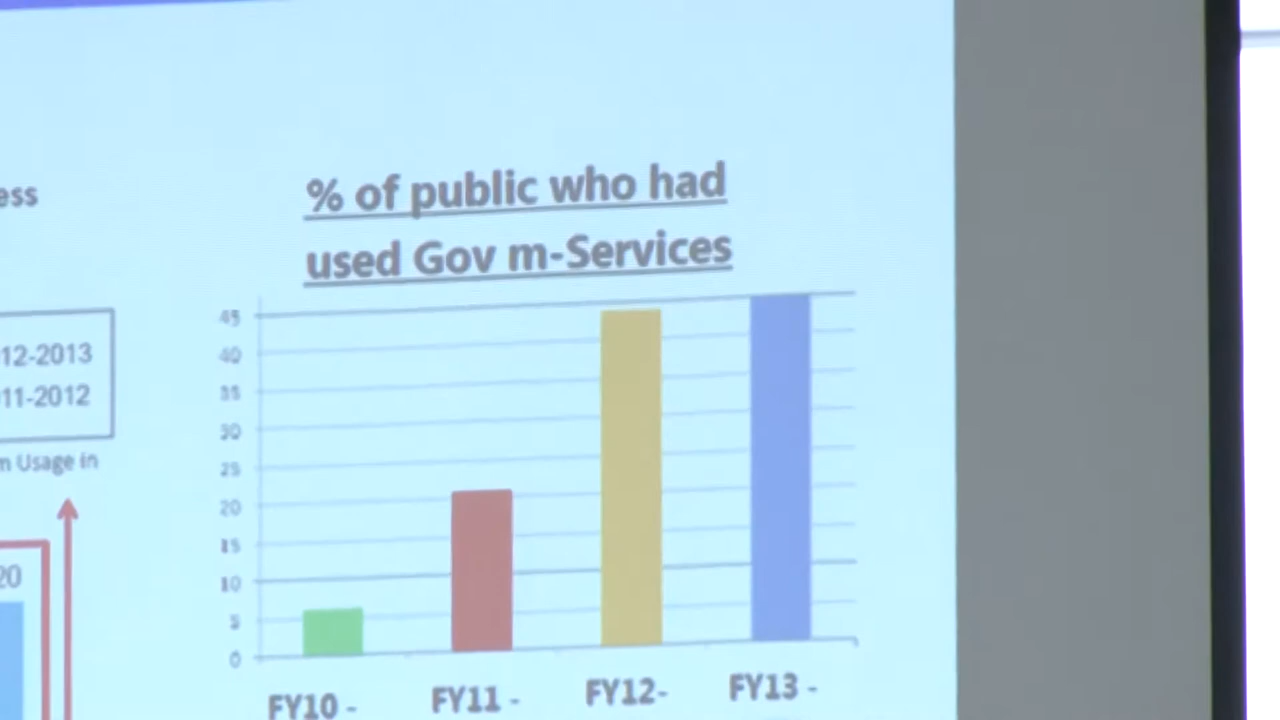 ess
% of public who had
used Gov m-Services
12-2013
11-2012
m Usage in
20
45
40
35
30
25
20
15
10
5
0
FY10 -
FY11 -
FY12-
FY13 -